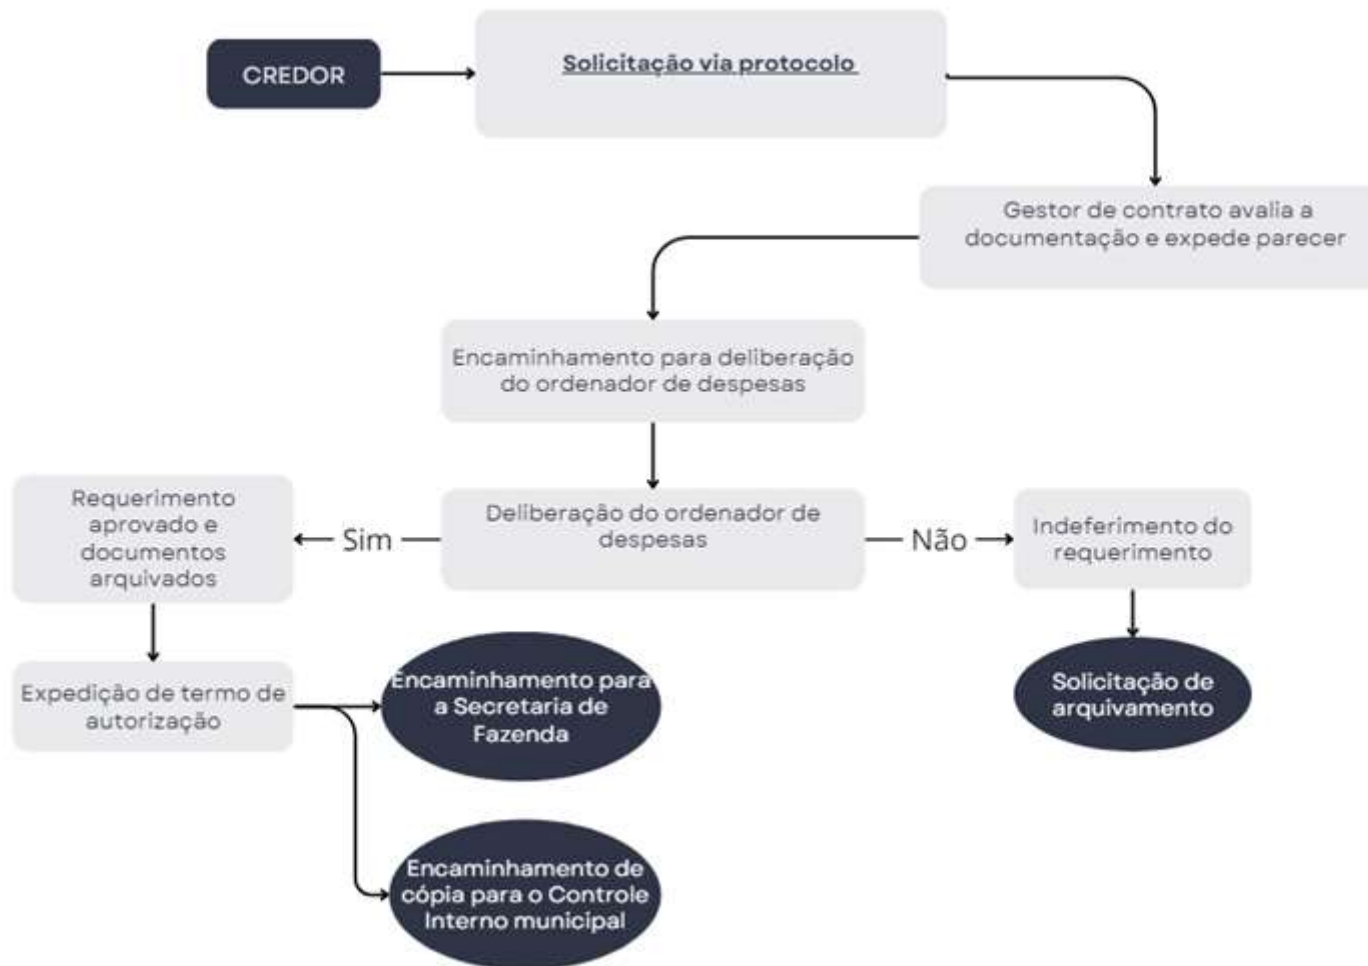 CREDOR
Solicitação via protocolo
Gestor de contrato avalia a
documentação e expede parecer
Encaminhamento para deliberação
do ordenador de despesas
Requerimento
aprovado e
documentos
arquivados
Sim
Deliberação do ordenador de
despesas
Não
Indeferimento do
requerimento
Expedição de termo de
autorização
Encaminhamento para
a Secretaria de
Fazenda
Solicitação de
arquivamento
Encaminhamento de
cópia para o Controle
Interno municipal